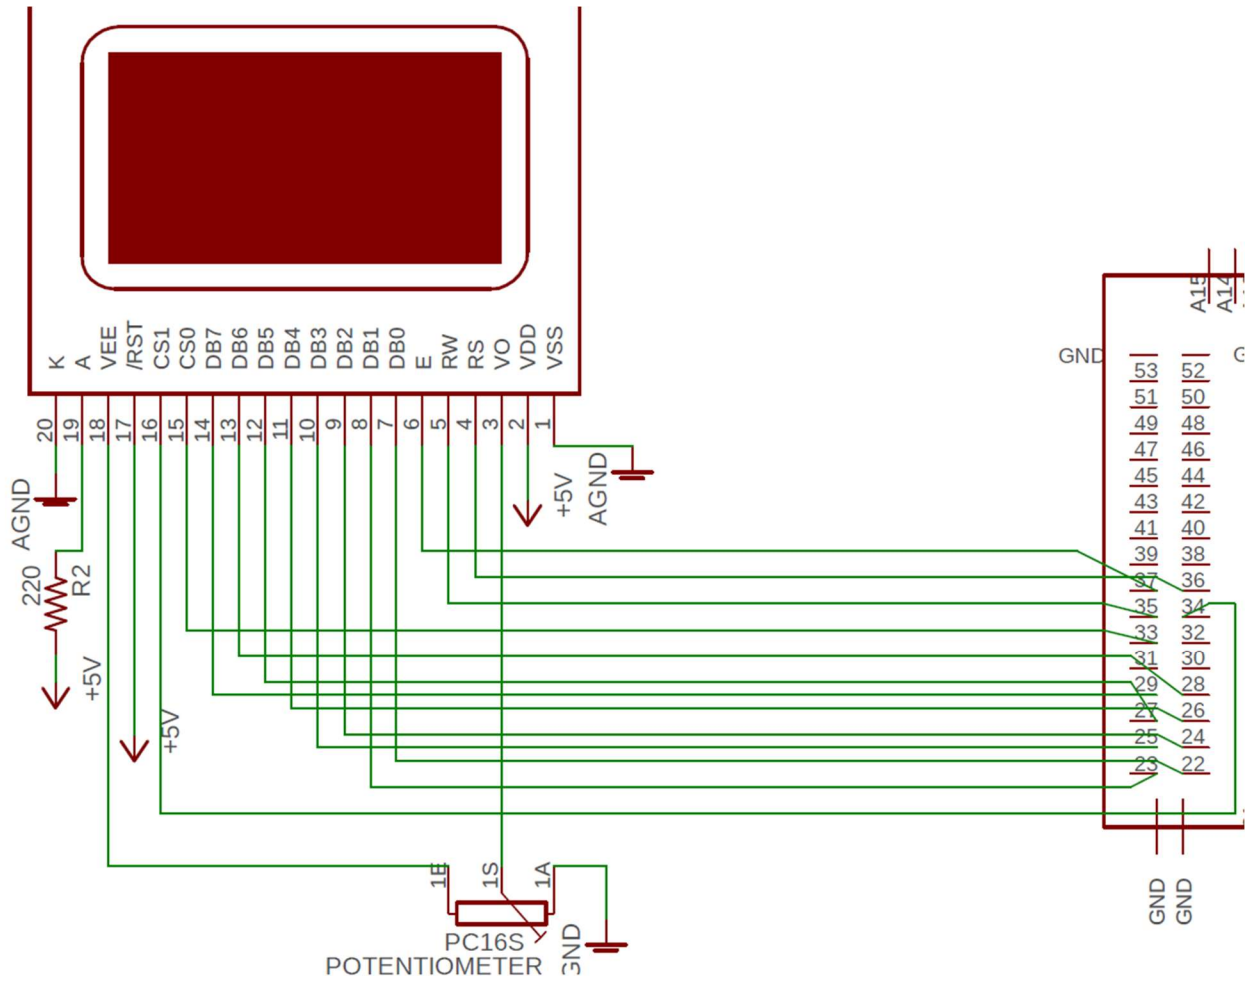 K
A
VEE
/RST
CS1
CS0
DB7
DB6
DB5
DB4
DB3
DB2
DB1
DB0
E
RW
RS
VO
VDD
VSS
20
19
18
17
16
15
14
13
12
11
10
9
8
7
6
5
4
3
2
1
AGND
220
R2
+5V
+5V
+5V
AGND
A15
A14
GND
53 52
51 50
49 48
47 46
45 44
43 42
41 40
39 38
37 36
35 34
33 32
31 30
29 28
27 26
25 24
23 22
GND
GND
1E
1S
1A
PC16S
POTENTIOMETER
GND